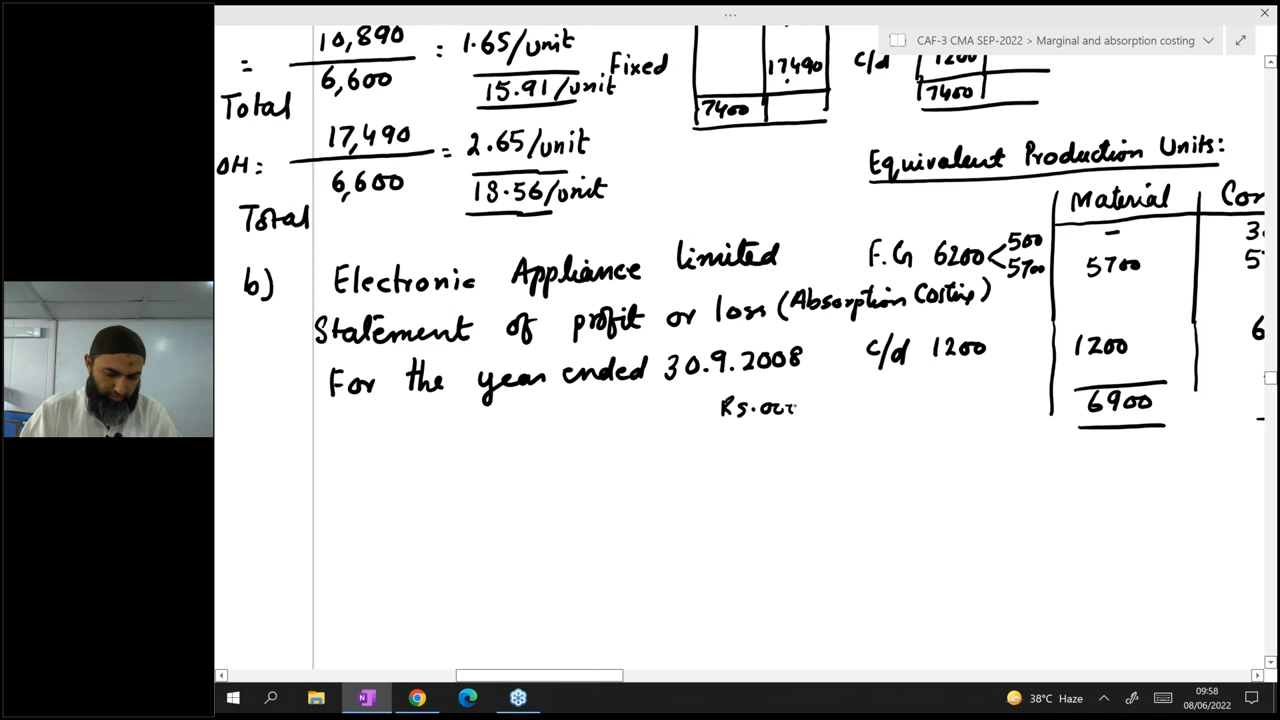 CAF-3 CMA SEP-2022 > Marginal and absorption costing
= 10,890 / 6,600 = 1.65/unit
15.91/unit
Total
OH: 17,490 / 6,600 = 2.65/unit
18.56/unit
Total
Fixed 17490
7400
c/d 1200
7400
Equivalent Production Units:
Material
F.G 6200 500 -
5700 5700
c/d 1200 1200
6900
b) Electronic Appliance Limited
Statement of profit or loss (Absorption Costing)
For the year ended 30.9.2008
Rs.000
38°C Haze
09:58
08/06/2022